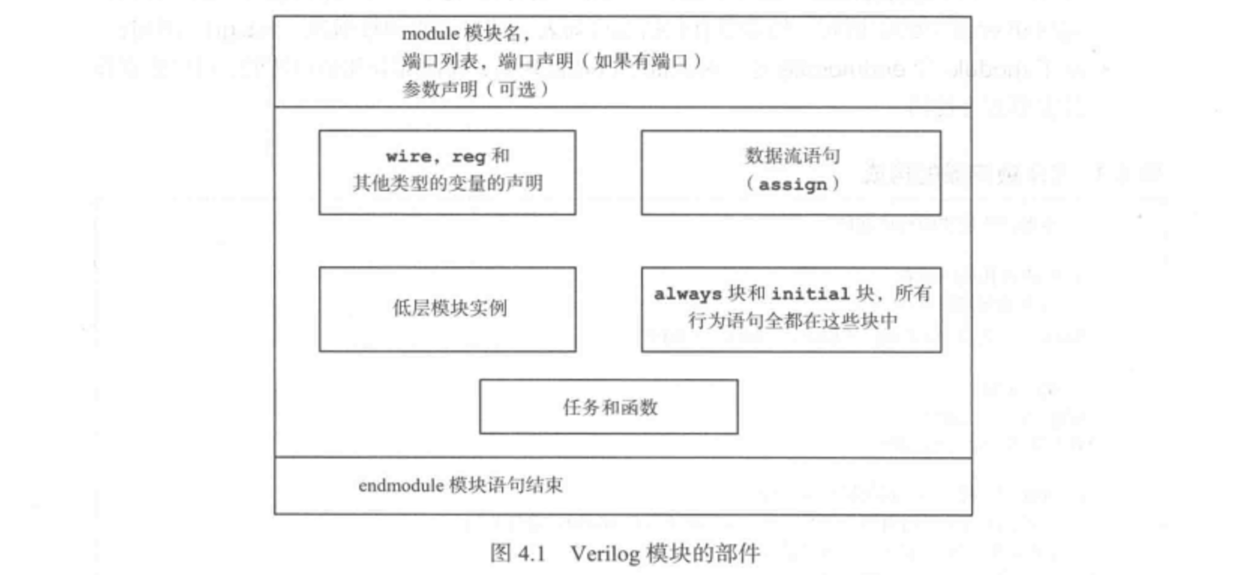 module 模块名，
端口列表，端口声明（如果有端口）
参数声明（可选）
wire, reg 和
其他类型的变量的声明
数据流语句
（assign）
低层模块实例
always 块和 initial 块，所有
行为语句全都在这些块中
任务和函数
endmodule 模块语句结束
图 4.1 Verilog 模块的部件